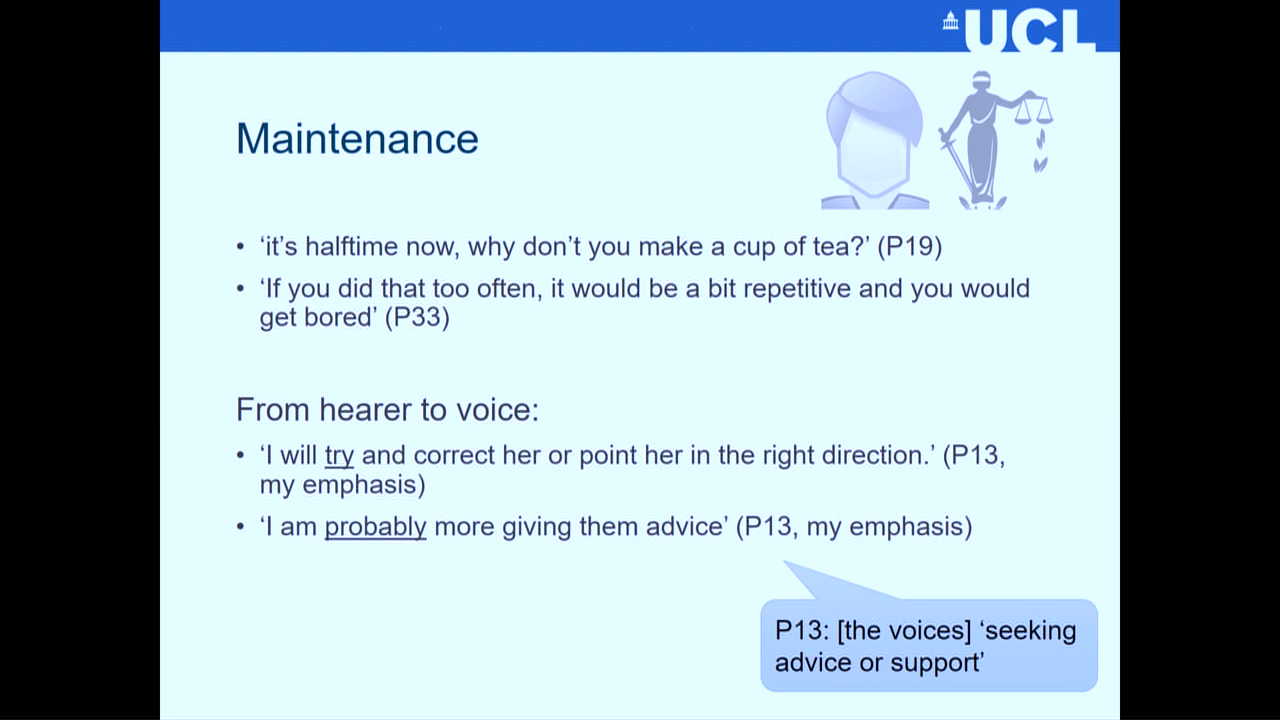 UCL
Maintenance
• ‘it’s halftime now, why don’t you make a cup of tea?’ (P19)
• ‘If you did that too often, it would be a bit repetitive and you would
get bored’ (P33)
From hearer to voice:
• ‘I will try and correct her or point her in the right direction.’ (P13,
my emphasis)
• ‘I am probably more giving them advice’ (P13, my emphasis)
P13: [the voices] ‘seeking
advice or support’